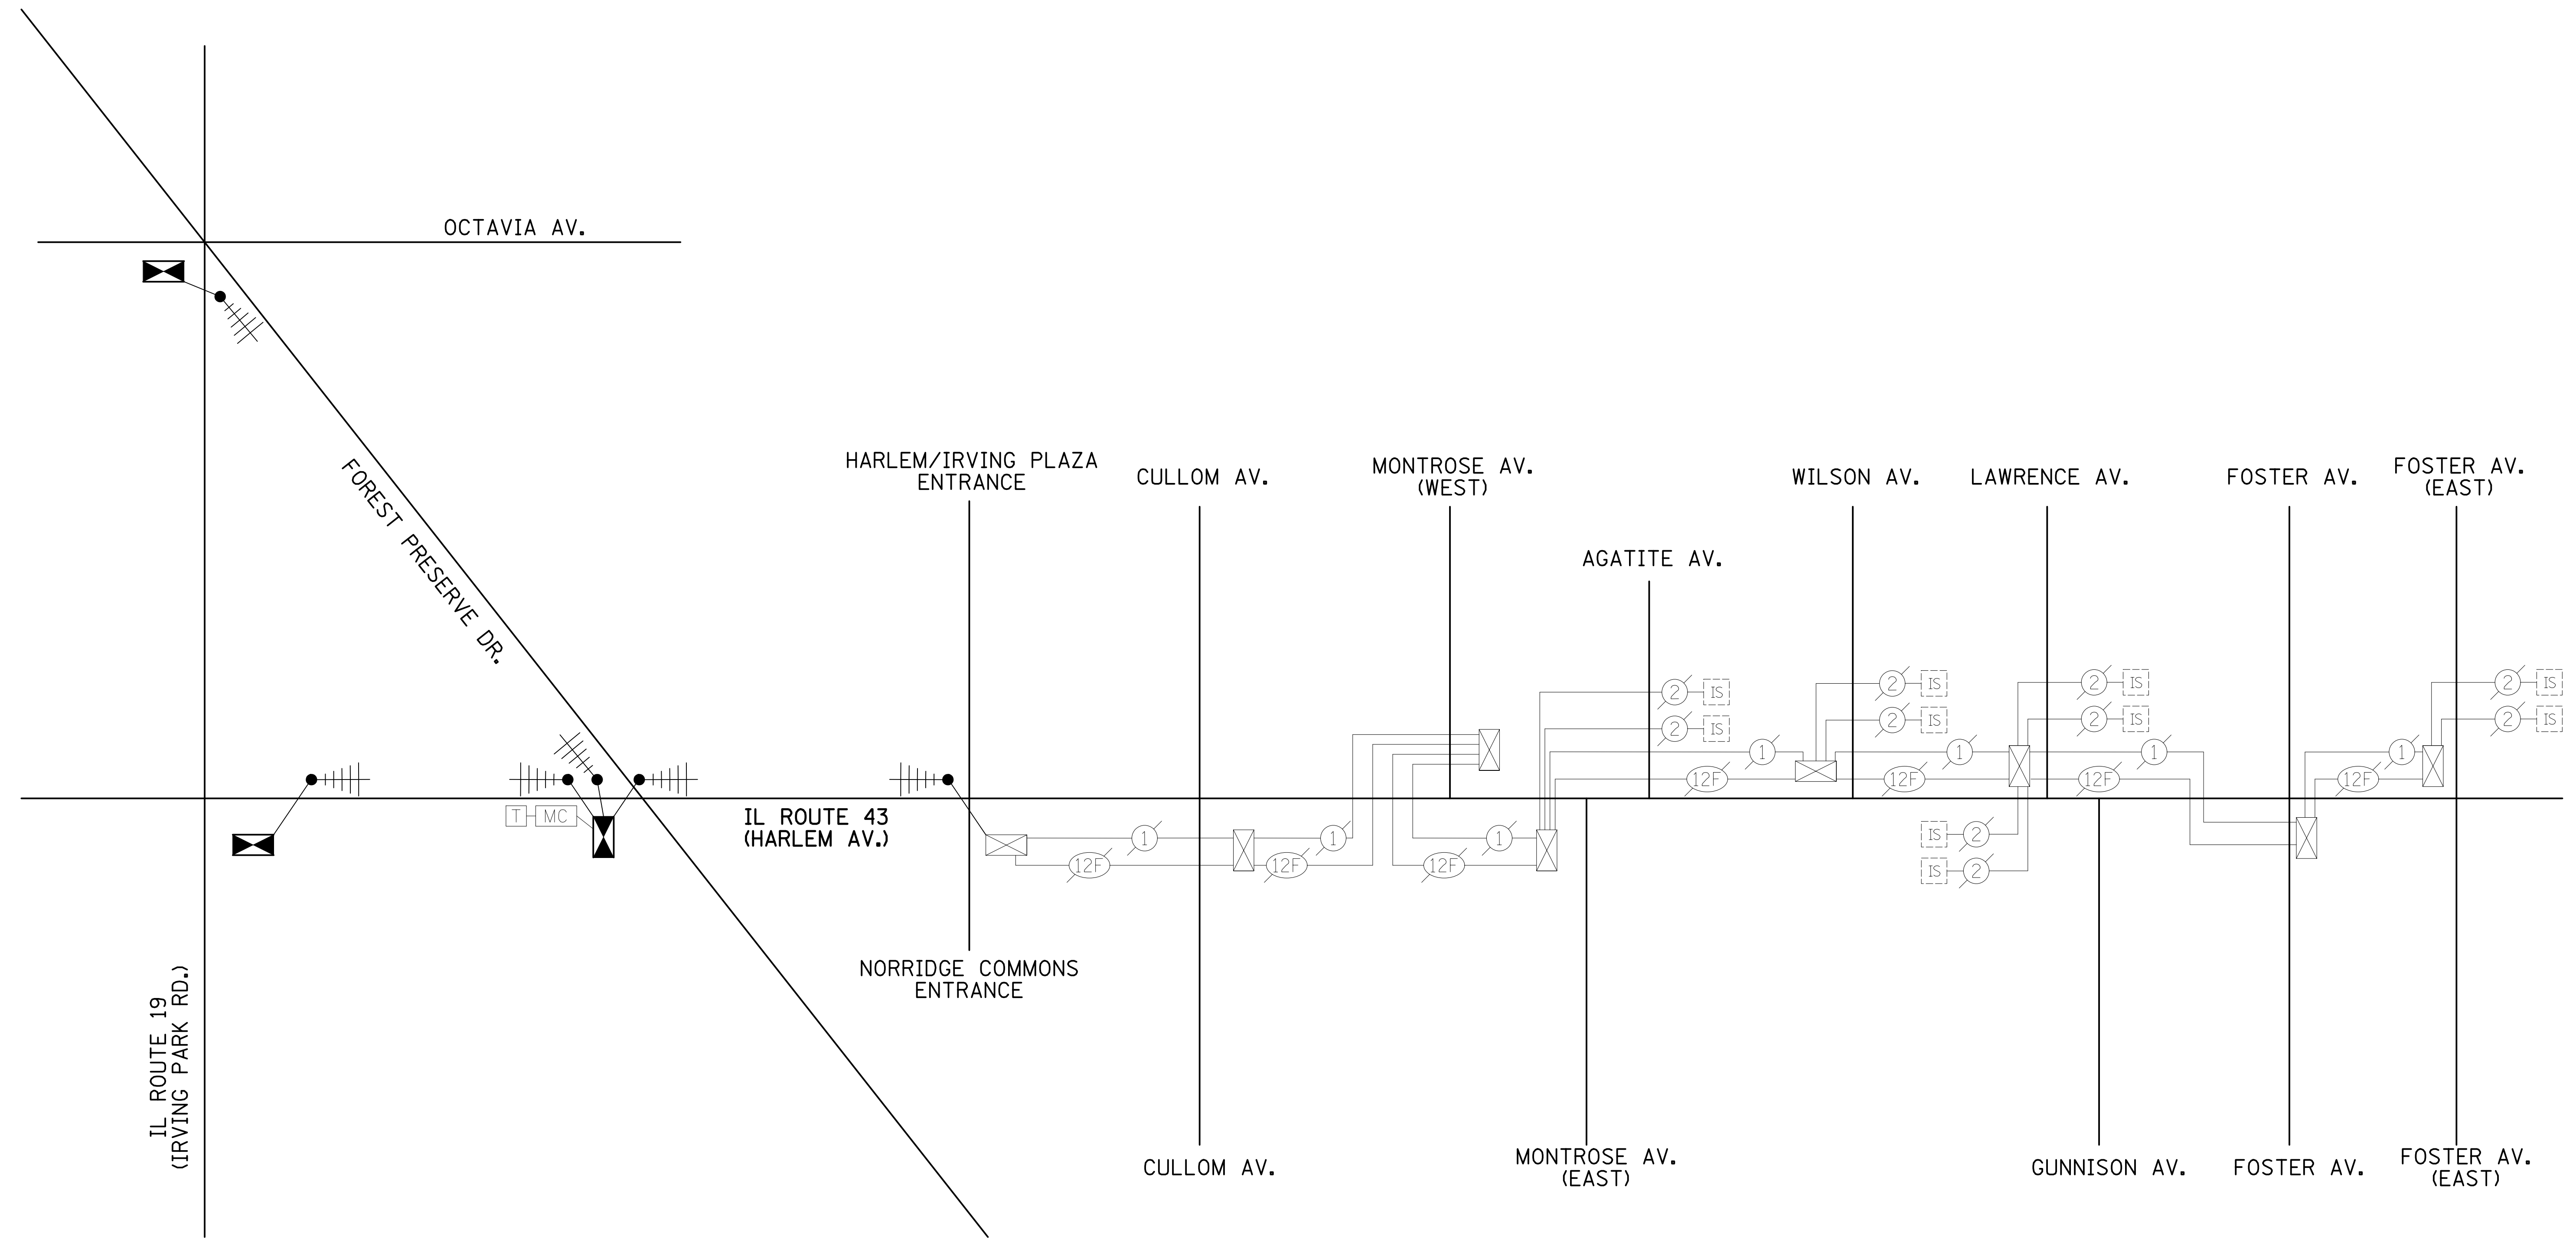 OCTAVIA AV.
FOREST PRESERVE DR.
HARLEM/IRVING PLAZA
ENTRANCE
CULLOM AV.
MONTROSE AV.
(WEST)
AGATITE AV.
WILSON AV.
LAWRENCE AV.
FOSTER AV.
FOSTER AV.
(EAST)
2 IS
2 IS
2 IS
2 IS
2 IS
2 IS
2 IS
2 IS
1
12F
1
12F
1
12F
1
12F
T MC
IL ROUTE 43
(HARLEM AV.)
1
12F
1
12F
1
12F
IS 2
IS 2
NORRIDGE COMMONS
ENTRANCE
IL ROUTE 19
(IRVING PARK RD.)
CULLOM AV.
MONTROSE AV.
(EAST)
GUNNISON AV.
FOSTER AV.
FOSTER AV.
(EAST)